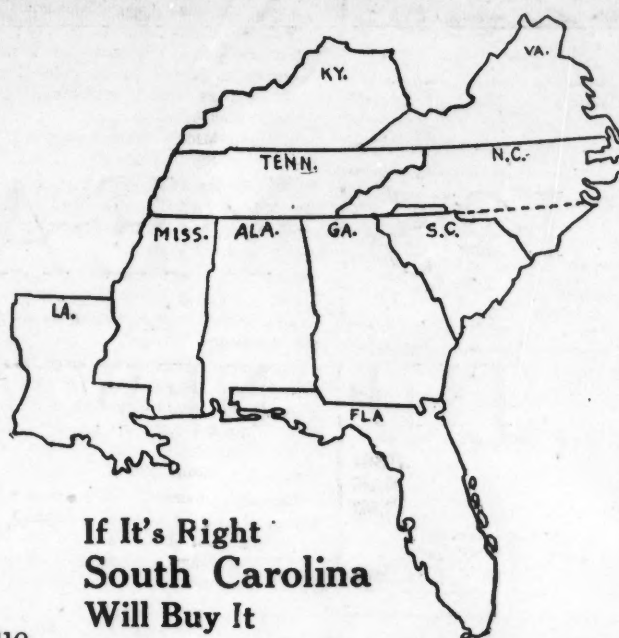 KY.
VA.
TENN.
N.C.
MISS.
ALA.
GA.
S.C.
LA.
FLA
If It's Right
South Carolina
Will Buy It